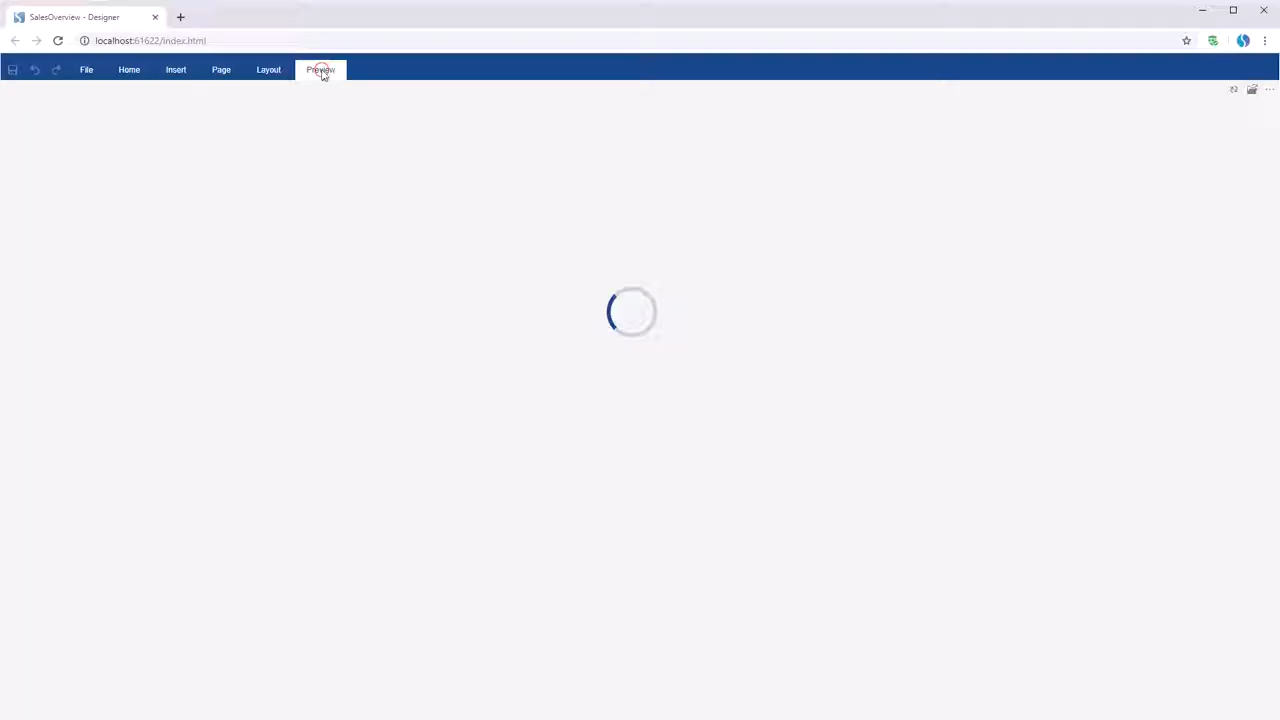 SalesOverview - Designer
localhost:61622/index.html
File Home Insert Page Layout Preview